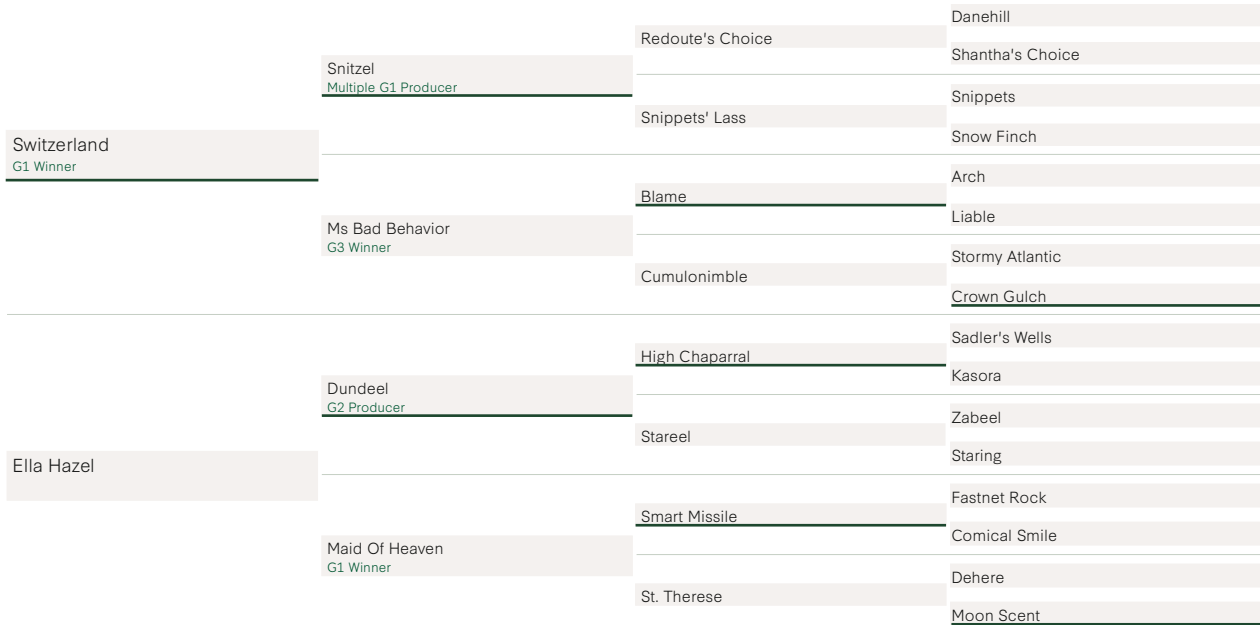 Switzerland
G1 Winner
Ella Hazel
Snitzel
Multiple G1 Producer
Ms Bad Behavior
G3 Winner
Dundeel
G2 Producer
Maid Of Heaven
G1 Winner
Redoute's Choice
Snippets' Lass
Blame
Cumulonimble
High Chaparral
Stareel
Smart Missile
St. Therese
Danehill
Shantha's Choice
Snippets
Snow Finch
Arch
Liable
Stormy Atlantic
Crown Gulch
Sadler's Wells
Kasora
Zabeel
Staring
Fastnet Rock
Comical Smile
Dehere
Moon Scent